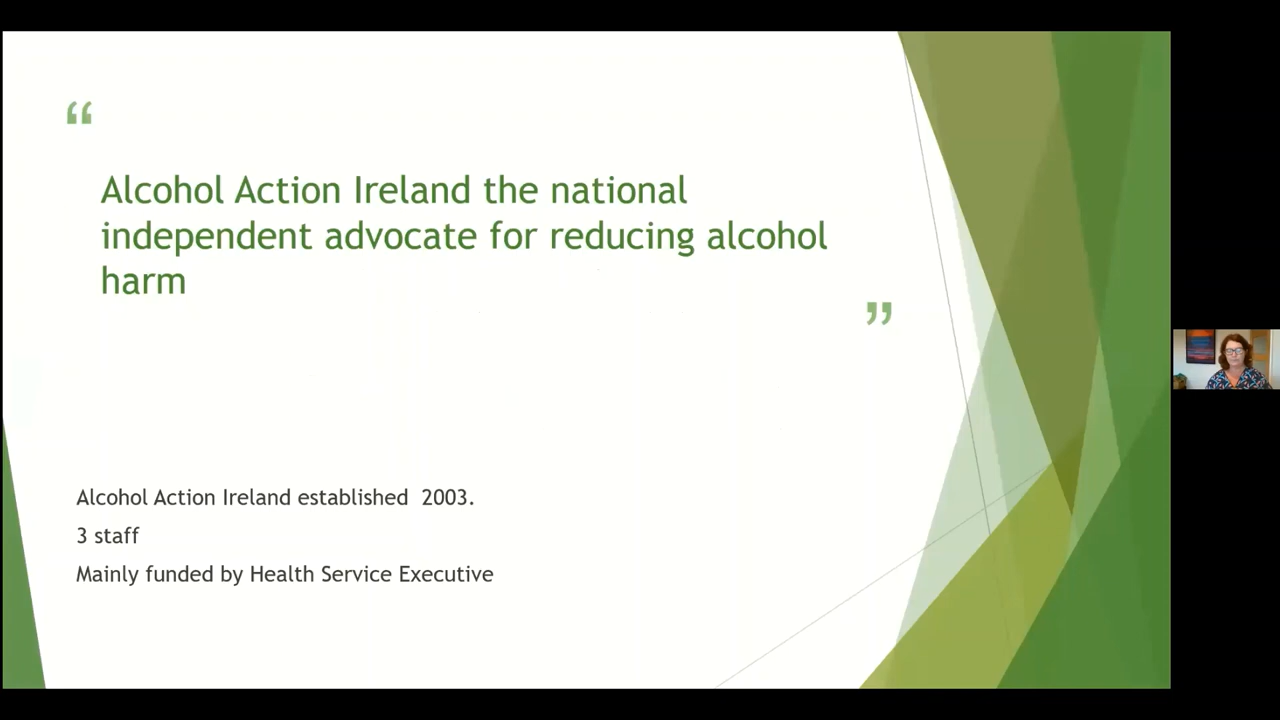 “
Alcohol Action Ireland the national
independent advocate for reducing alcohol
harm
”
Alcohol Action Ireland established  2003.
3 staff
Mainly funded by Health Service Executive